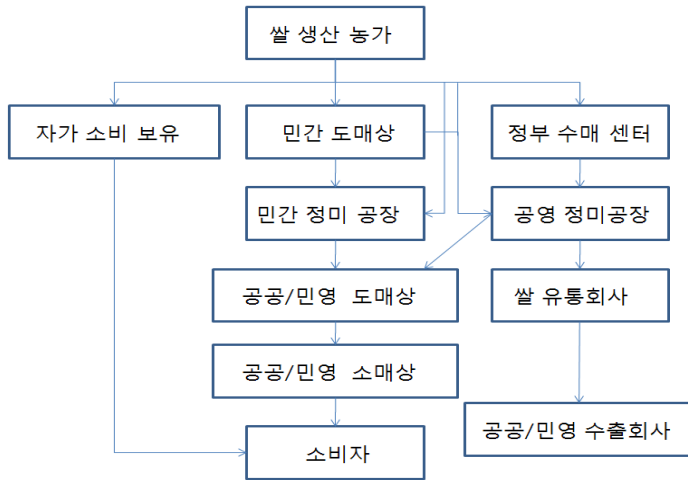 쌀 생산 농가
자가 소비 보유
민간 도매상
정부 수매 센터
민간 정미 공장
공영 정미공장
공공/민영 도매상
쌀 유통회사
공공/민영 소매상
공공/민영 수출회사
소비자